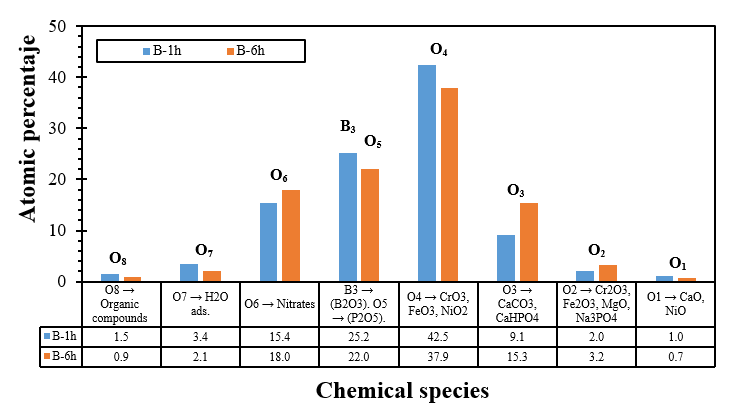 50
40
30
20
10
0
Atomic percentaje
B-1h B-6h
O8
O7
O6
B3
O5
O4
O3
O2
O1
O8 →
Organic
compounds
O7 → H2O
ads.
O6 → Nitrates
B3 →
(B2O3). O5
→ (P2O5).
O4 → CrO3,
FeO3, NiO2
O3 →
CaCO3,
CaHPO4
O2 → Cr2O3,
Fe2O3, MgO,
Na3PO4
O1 → CaO,
NiO
B-1h 1.5 3.4 15.4 25.2 42.5 9.1 2.0 1.0
B-6h 0.9 2.1 18.0 22.0 37.9 15.3 3.2 0.7
Chemical species